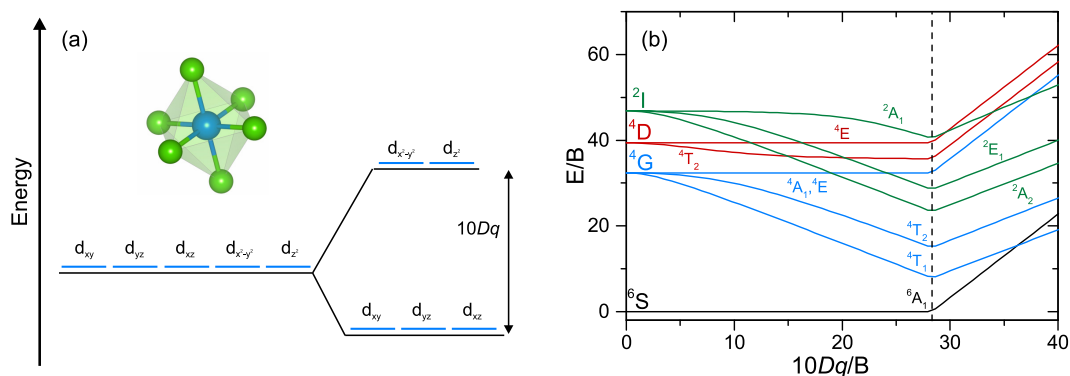 (a)
Energy
d_xy d_yz d_xz d_x²-y² d_z²
d_x²-y² d_z²
10Dq
d_xy d_yz d_xz
(b)
E/B
60
40
20
0
²I
⁴D
⁴G
⁶S
²A₁
⁴E
⁴T₂
²E₁
⁴A₁,⁴E
²A₂
⁴T₂
⁴T₁
⁶A₁
0 10 20 30 40
10Dq/B